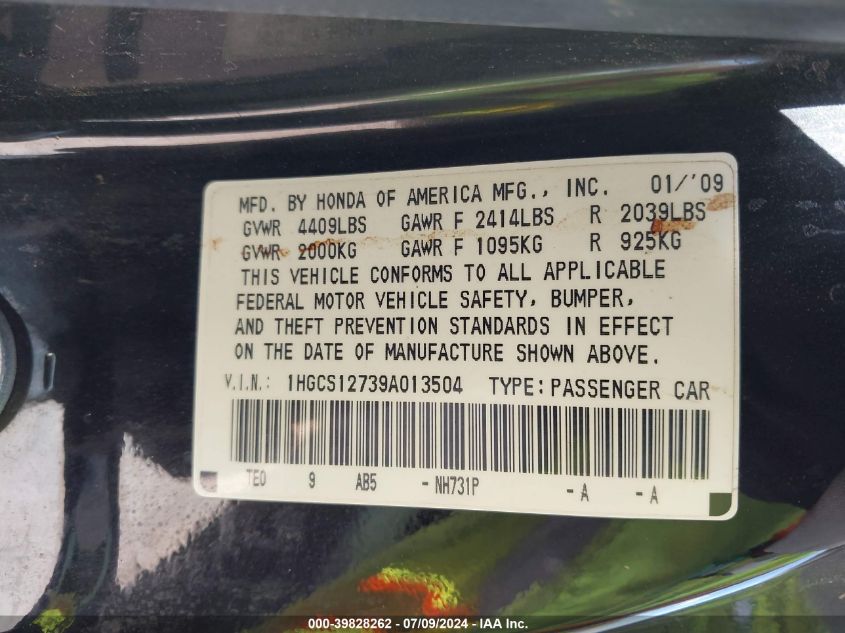 MFD. BY HONDA OF AMERICA MFG., INC. 01/'09
GVWR 4409LBS GAWR F 2414LBS R 2039LBS
GVWR 2000KG GAWR F 1095KG R 925KG
THIS VEHICLE CONFORMS TO ALL APPLICABLE
FEDERAL MOTOR VEHICLE SAFETY, BUMPER,
AND THEFT PREVENTION STANDARDS IN EFFECT
ON THE DATE OF MANUFACTURE SHOWN ABOVE.
V.I.N.: 1HGCS12739A013504 TYPE:PASSENGER CAR
TE0 9 AB5 -NH731P -A -A
000-39828262 - 07/09/2024 - IAA Inc.